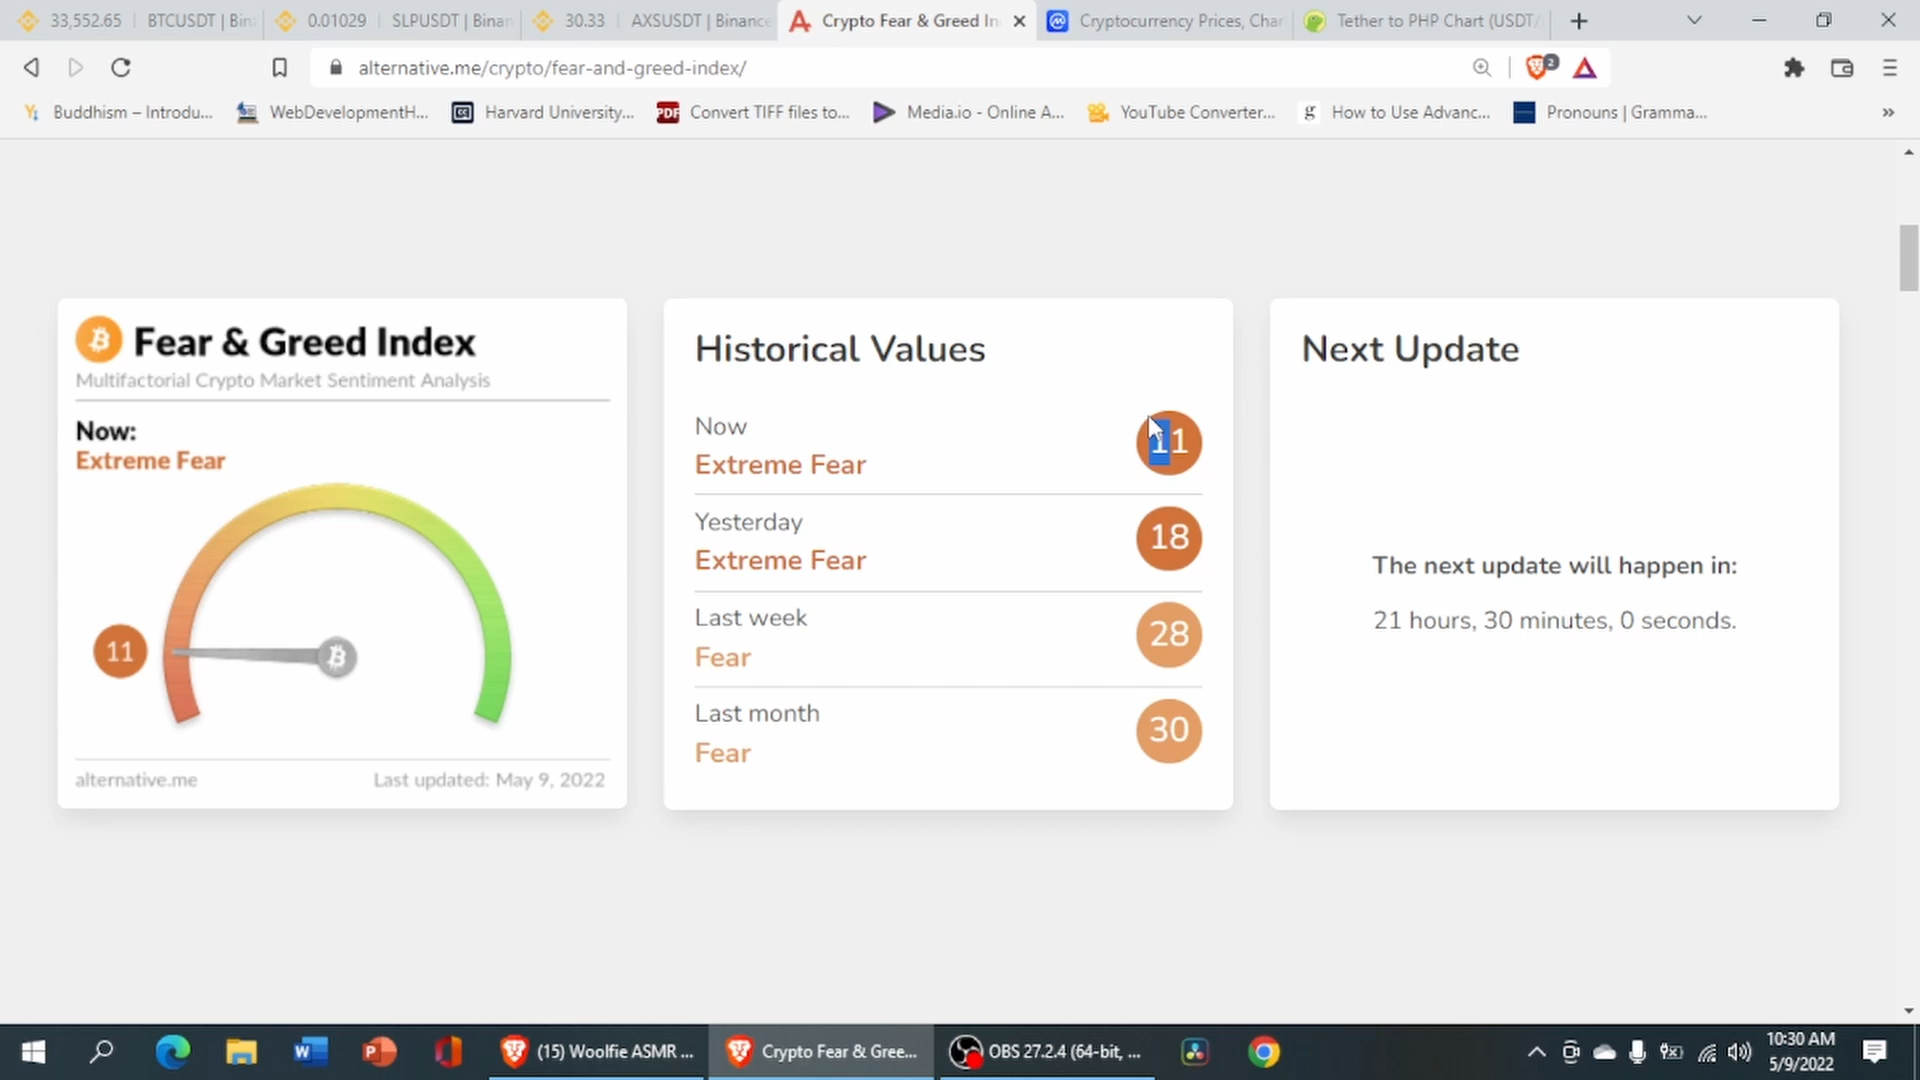 33,552.65 | BTCUSDT | Bin
0.01029 | SLPUSDT | Binan
30.33 | AXSUSDT | Binance
Crypto Fear & Greed In
Cryptocurrency Prices, Char
Tether to PHP Chart (USDT/
alternative.me/crypto/fear-and-greed-index/
2
Buddhism – Introdu...
WebDevelopmentH...
Harvard University...
PDF
Convert TIFF files to...
Media.io - Online A...
YouTube Converter...
g
How to Use Advanc...
Pronouns | Gramma...
Fear & Greed Index
Multifactorial Crypto Market Sentiment Analysis
Now:
Extreme Fear
11
alternative.me
Last updated: May 9, 2022
Historical Values
Now
Extreme Fear
11
Yesterday
Extreme Fear
18
Last week
Fear
28
Last month
Fear
30
Next Update
The next update will happen in:
21 hours, 30 minutes, 0 seconds.
(15) Woolfie ASMR ...
Crypto Fear & Gree...
OBS 27.2.4 (64-bit, ...
10:30 AM
5/9/2022